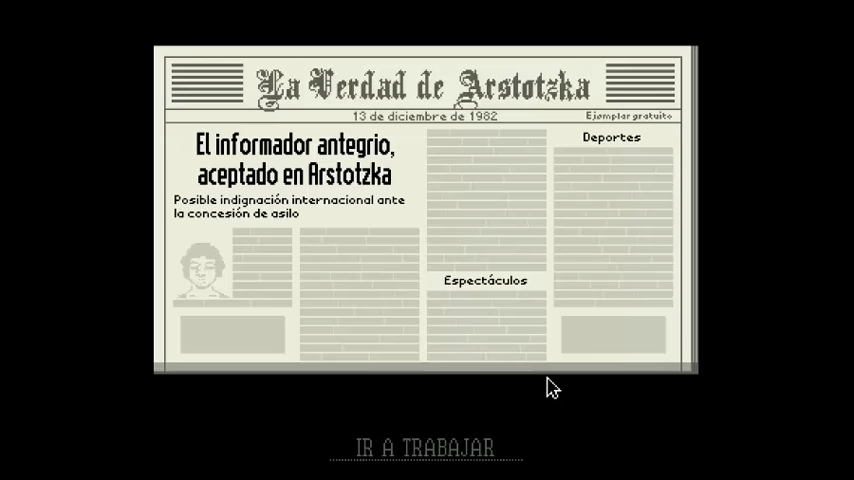 La Verdad de Arstotzka
13 de diciembre de 1982
Ejemplar gratuito
El informador antegrio,
aceptado en Arstotzka
Posible indignación internacional ante
la concesión de asilo
Espectáculos
Deportes
IR A TRABAJAR